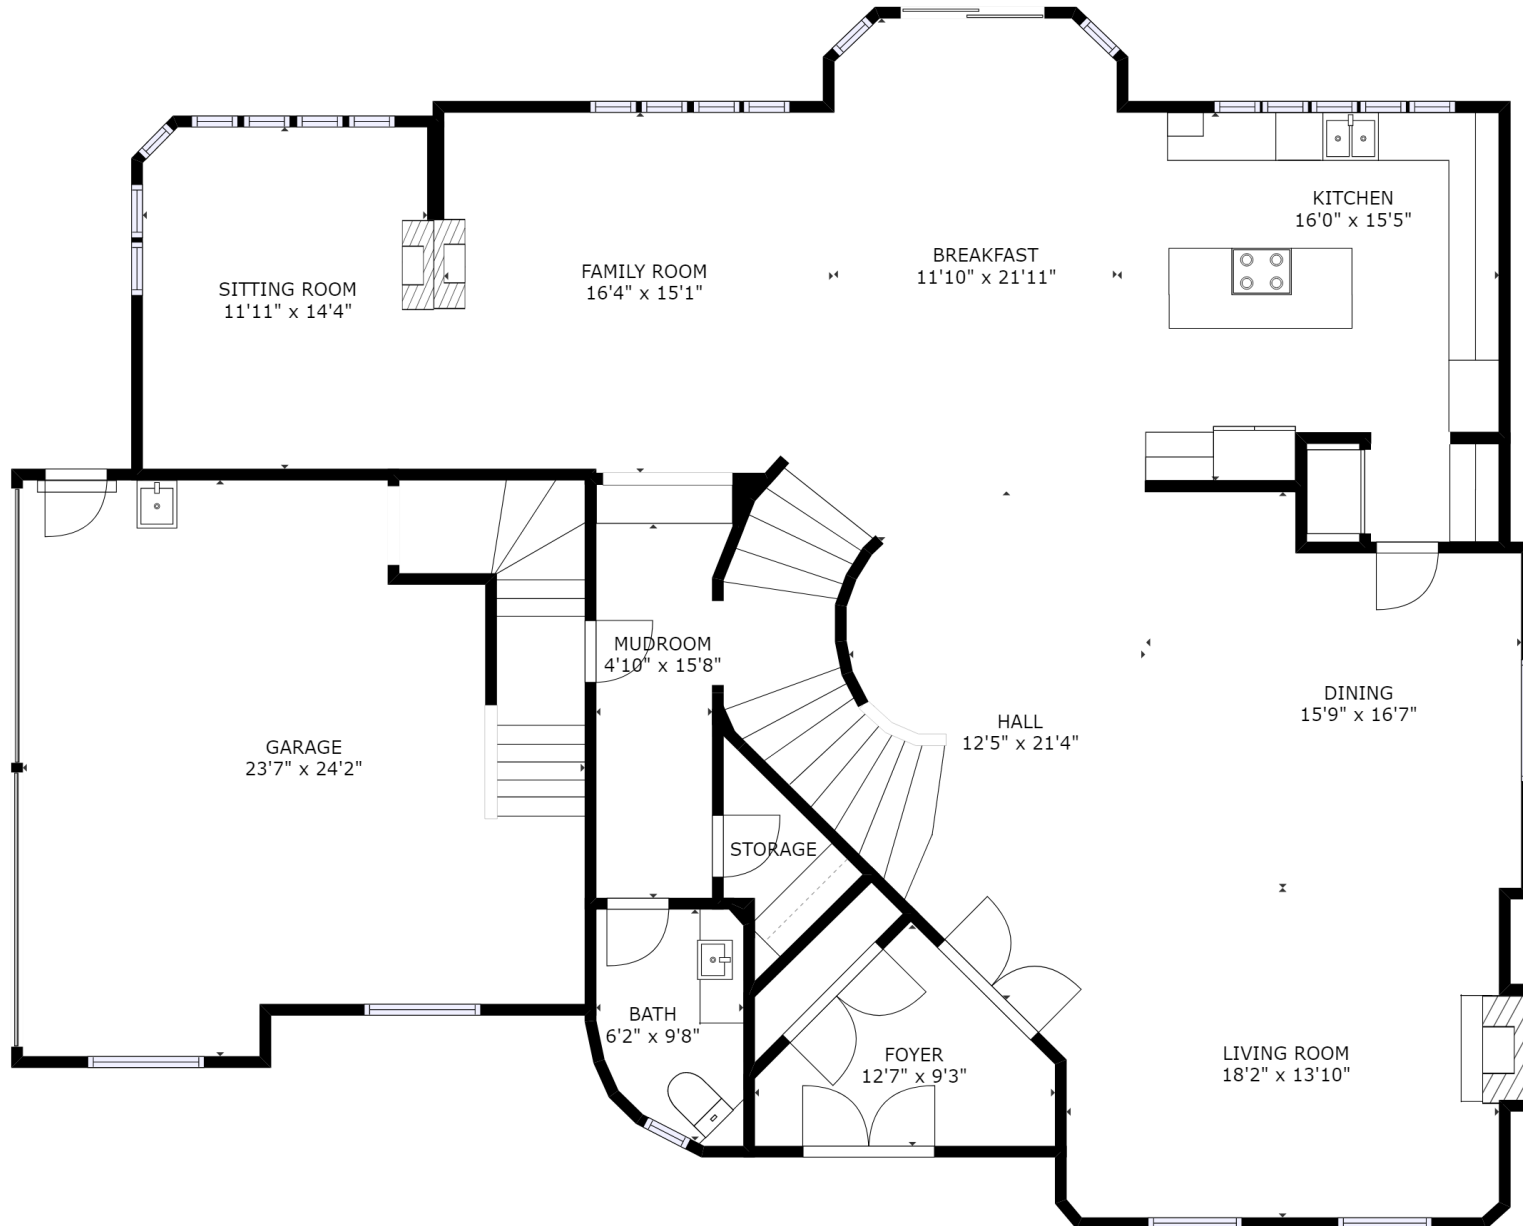 KITCHEN
16'0" x 15'5"
BREAKFAST
11'10" x 21'11"
FAMILY ROOM
16'4" x 15'1"
SITTING ROOM
11'11" x 14'4"
MUDROOM
4'10" x 15'8"
DINING
15'9" x 16'7"
HALL
12'5" x 21'4"
GARAGE
23'7" x 24'2"
STORAGE
BATH
6'2" x 9'8"
FOYER
12'7" x 9'3"
LIVING ROOM
18'2" x 13'10"